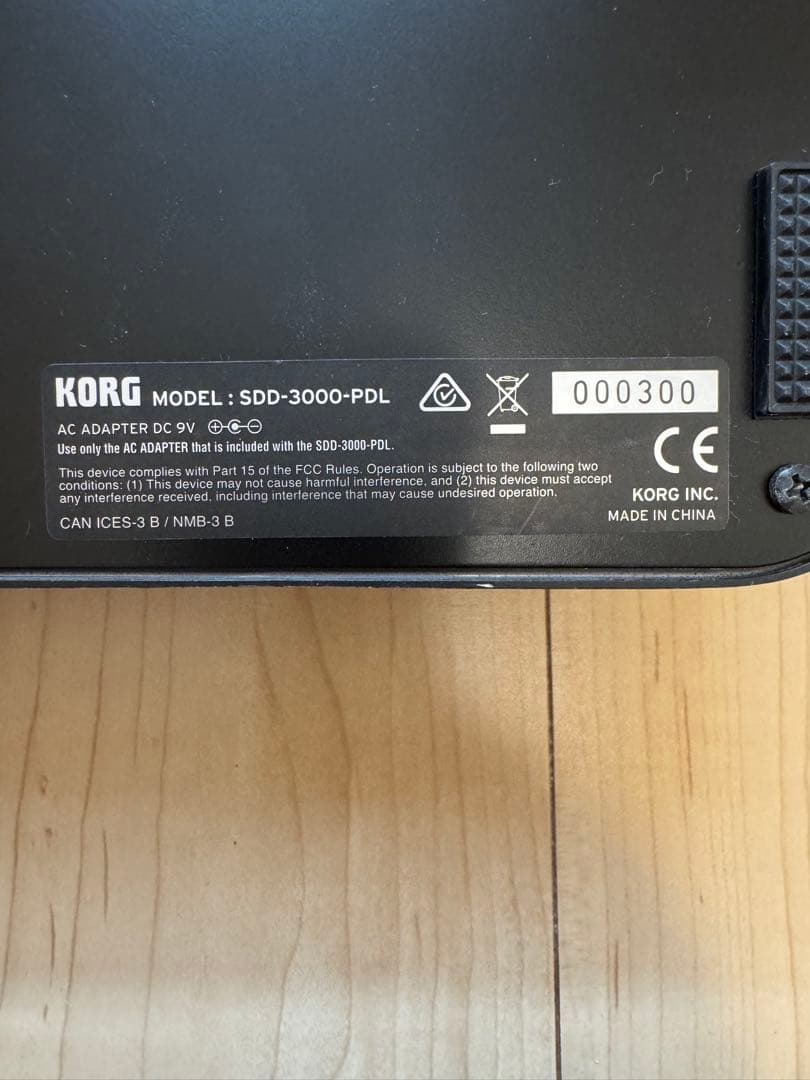 KORG MODEL : SDD-3000-PDL
000300
AC ADAPTER DC 9V
Use only the AC ADAPTER that is included with the SDD-3000-PDL.
This device complies with Part 15 of the FCC Rules. Operation is subject to the following two
conditions: (1) This device may not cause harmful interference, and (2) this device must accept
any interference received, including interference that may cause undesired operation.
CAN ICES-3 B / NMB-3 B
CE
KORG INC.
MADE IN CHINA